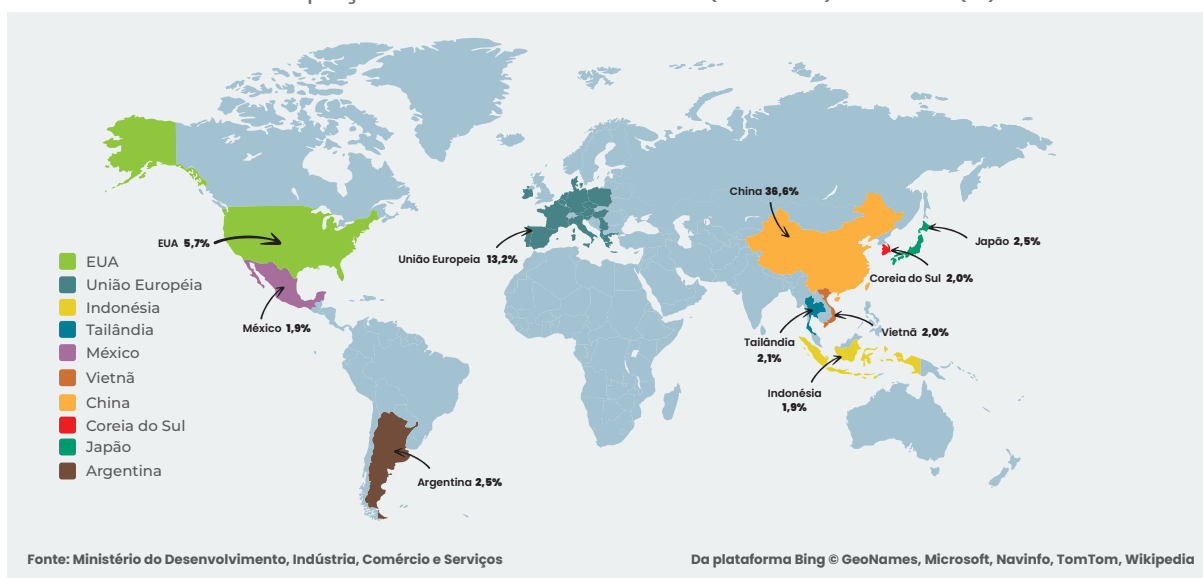 China 36,6%
EUA 5,7%
União Europeia 13,2%
Japão 2,5%
Coreia do Sul 2,0%
México 1,9%
Vietnã 2,0%
Tailândia
2,1%
Indonésia
1,9%
Argentina 2,5%
EUA
União Européia
Indonésia
Tailândia
México
Vietnã
China
Coreia do Sul
Japão
Argentina
Fonte: Ministério do Desenvolvimento, Indústria, Comércio e Serviços
Da plataforma Bing © GeoNames, Microsoft, Navinfo, TomTom, Wikipedia